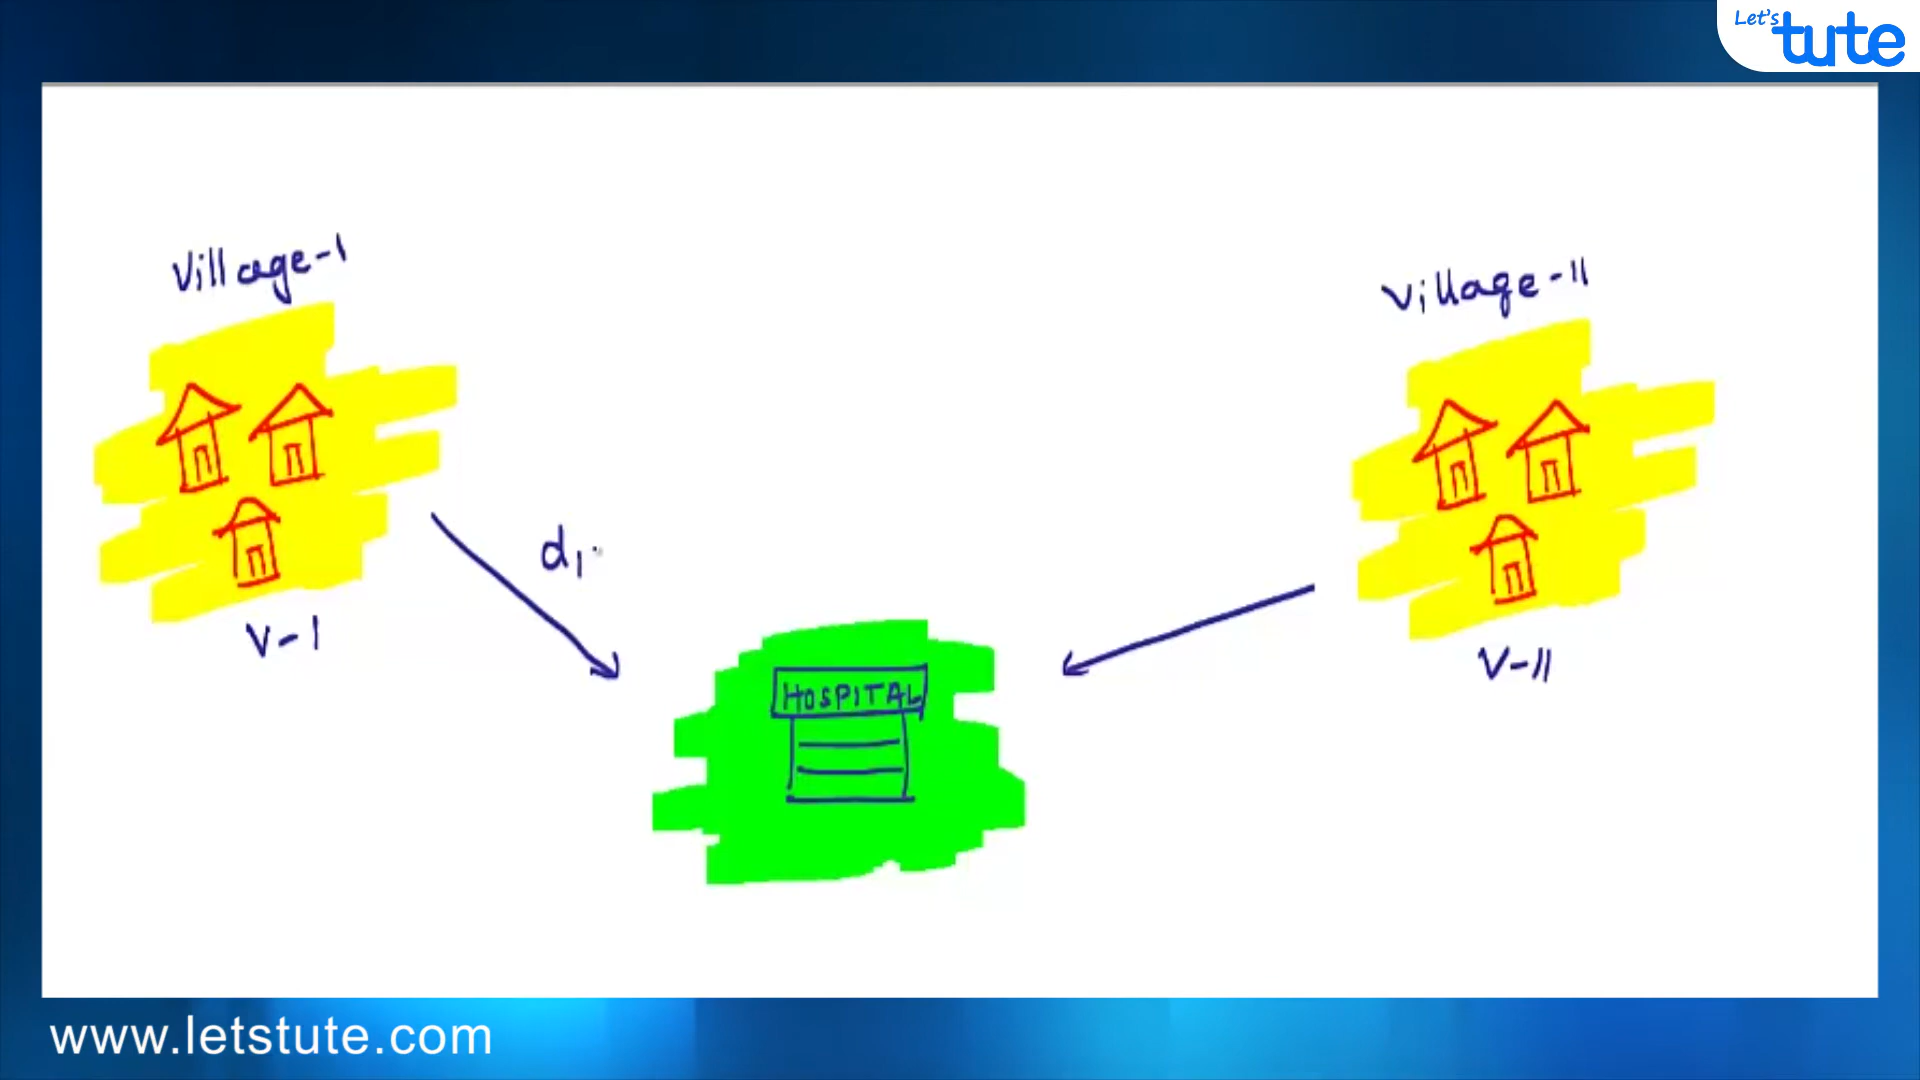 Let's
tute
Village-I
Village-II
d1
V-I
V-II
HOSPITAL
www.letstute.com